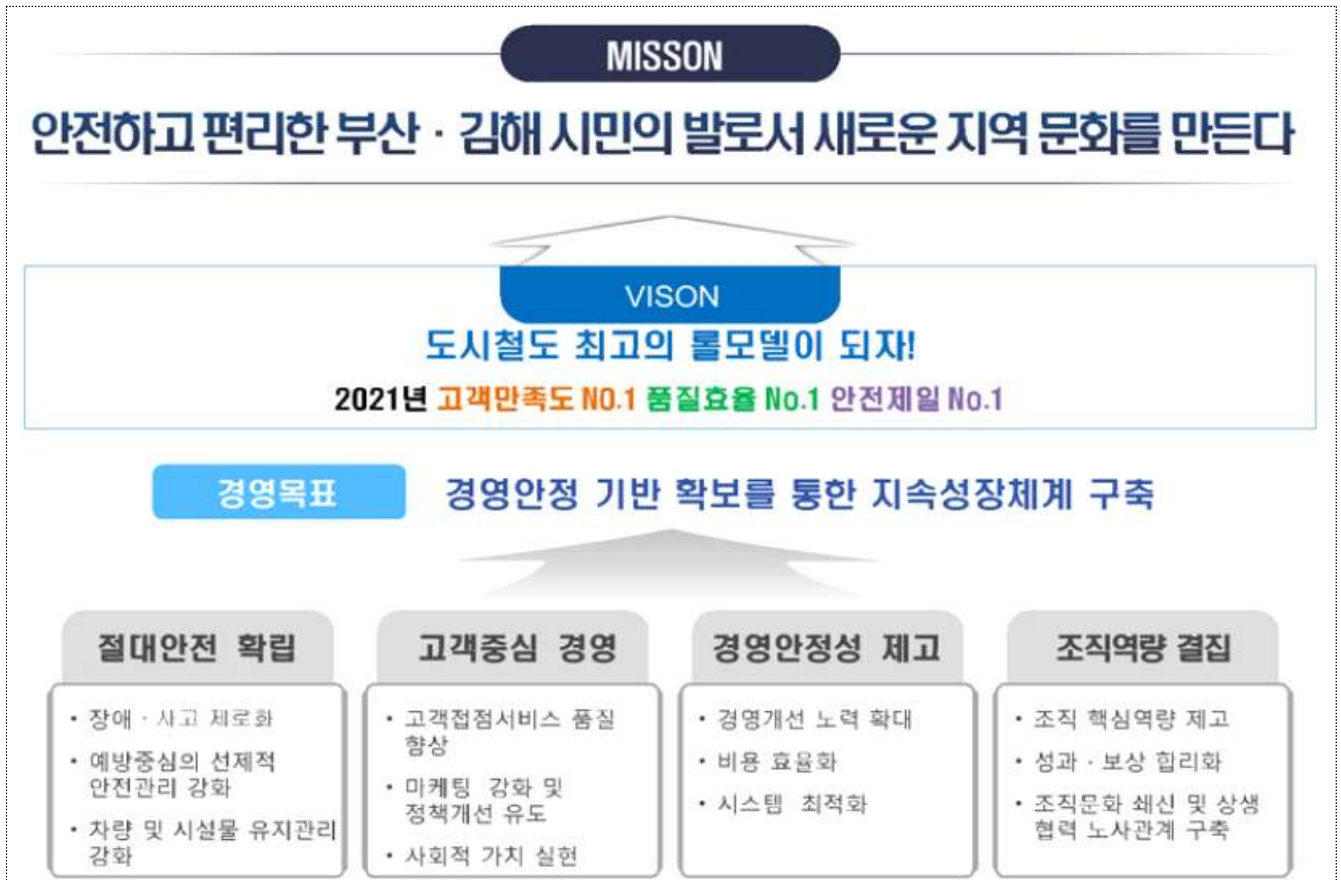 MISSON
안전하고 편리한 부산 · 김해 시민의 발로서 새로운 지역 문화를 만든다
VISON
도시철도 최고의 롤모델이 되자!
2021년 고객만족도 NO.1 품질효율 No.1 안전제일 No.1
경영목표
경영안정 기반 확보를 통한 지속성장체계 구축
절대안전 확립
• 장애 · 사고 제로화
• 예방중심의 선제적
안전관리 강화
• 차량 및 시설물 유지관리
강화
고객중심 경영
• 고객접점서비스 품질
향상
• 마케팅 강화 및
정책개선 유도
• 사회적 가치 실현
경영안정성 제고
• 경영개선 노력 확대
• 비용 효율화
• 시스템 최적화
조직역량 결집
• 조직 핵심역량 제고
• 성과 · 보상 합리화
• 조직문화 쇄신 및 상생
협력 노사관계 구축